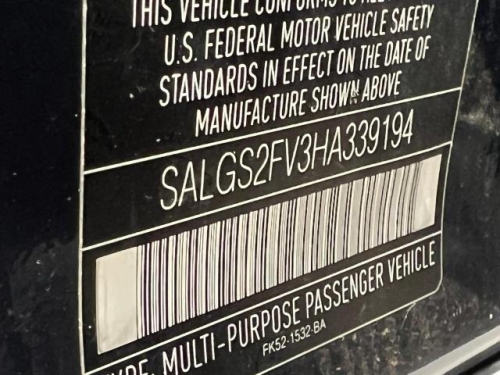 THIS VEHICLE CONFORMS TO ALL
U.S. FEDERAL MOTOR VEHICLE SAFETY
STANDARDS IN EFFECT ON THE DATE OF
MANUFACTURE SHOWN ABOVE
SALGS2FV3HA339194
TYPE, MULTI-PURPOSE PASSENGER VEHICLE
FK52-1532-BA